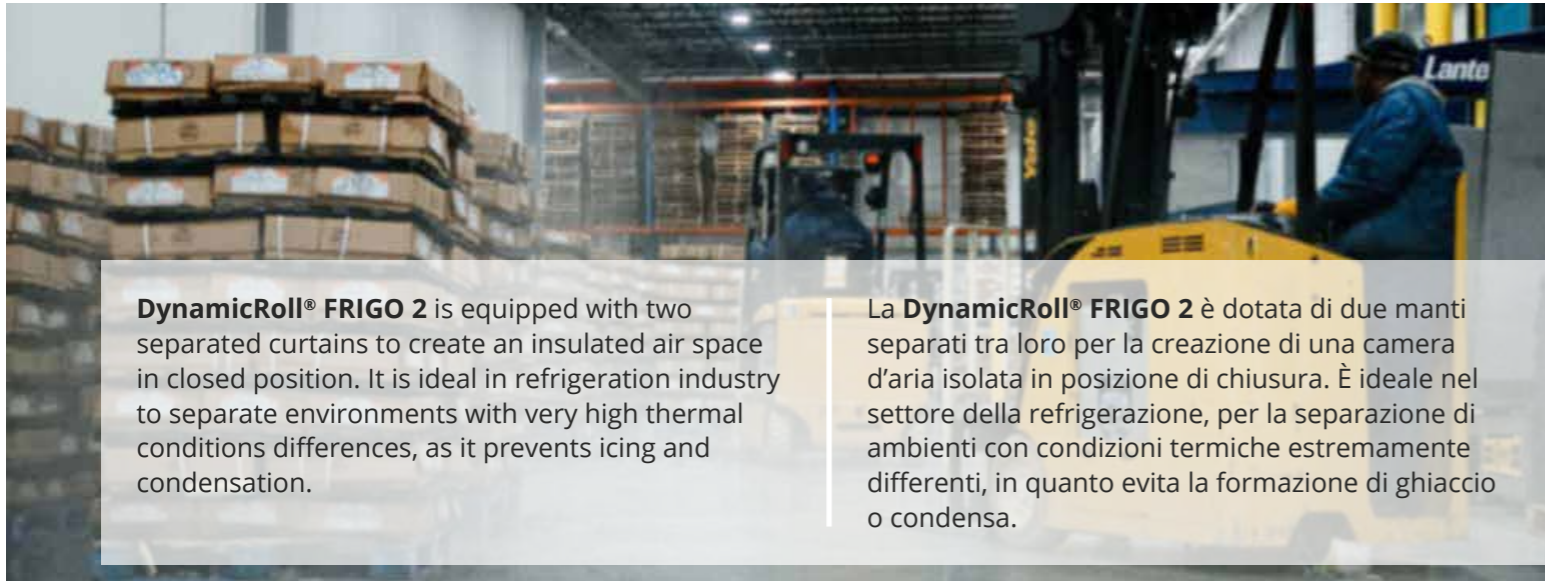 Lante
Yale
DynamicRoll® FRIGO 2 is equipped with two
separated curtains to create an insulated air space
in closed position. It is ideal in refrigeration industry
to separate environments with very high thermal
conditions differences, as it prevents icing and
condensation.
La DynamicRoll® FRIGO 2 è dotata di due manti
separati tra loro per la creazione di una camera
d’aria isolata in posizione di chiusura. È ideale nel
settore della refrigerazione, per la separazione di
ambienti con condizioni termiche estremamente
differenti, in quanto evita la formazione di ghiaccio
o condensa.